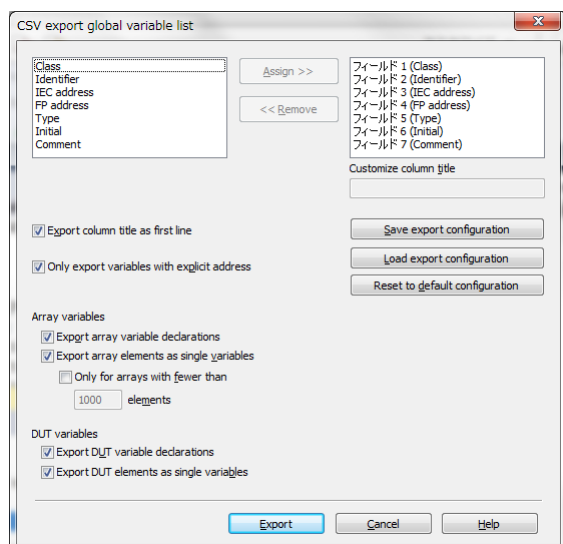 CSV export global variable list
Class
Identifier
IEC address
FP address
Type
Initial
Comment
Assign >>
<< Remove
フィールド 1 (Class)
フィールド 2 (Identifier)
フィールド 3 (IEC address)
フィールド 4 (FP address)
フィールド 5 (Type)
フィールド 6 (Initial)
フィールド 7 (Comment)
Customize column title
Export column title as first line
Only export variables with explicit address
Save export configuration
Load export configuration
Reset to default configuration
Array variables
Export array variable declarations
Export array elements as single variables
Only for arrays with fewer than
1000 elements
DUT variables
Export DUT variable declarations
Export DUT elements as single variables
Export Cancel Help